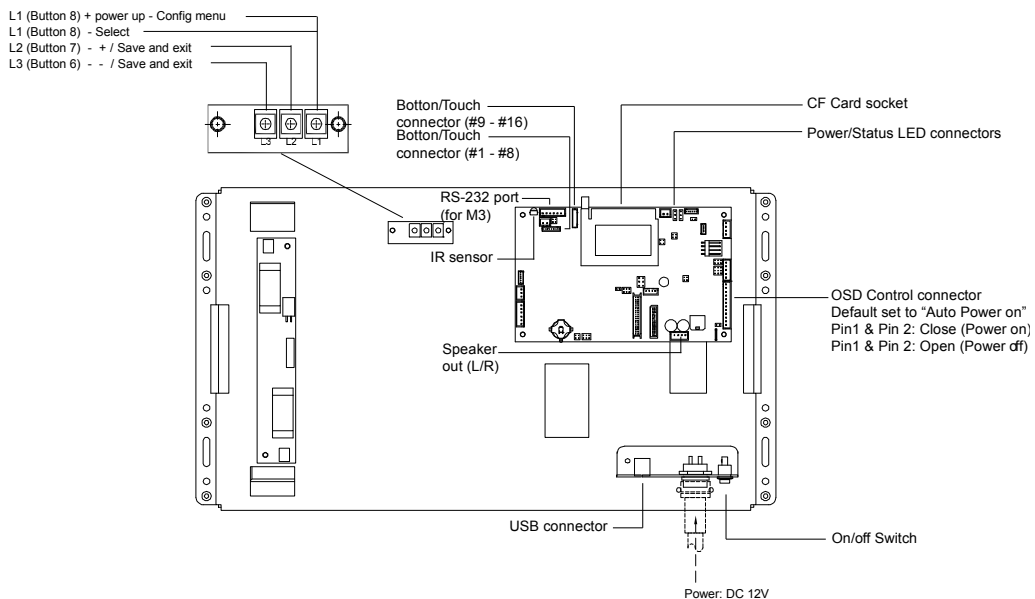 L1 (Button 8) + power up - Config menu
L1 (Button 8)  - Select
L2 (Button 7)  -  + / Save and exit
L3 (Button 6)  -  - / Save and exit
L3 L2 L1
Botton/Touch
connector (#9 - #16)
Botton/Touch
connector (#1 - #8)
CF Card socket
Power/Status LED connectors
RS-232 port
(for M3)
IR sensor
OSD Control connector
Default set to “Auto Power on”
Pin1 & Pin 2: Close (Power on)
Pin1 & Pin 2: Open (Power off)
Speaker
out (L/R)
USB connector
On/off Switch
Power: DC 12V